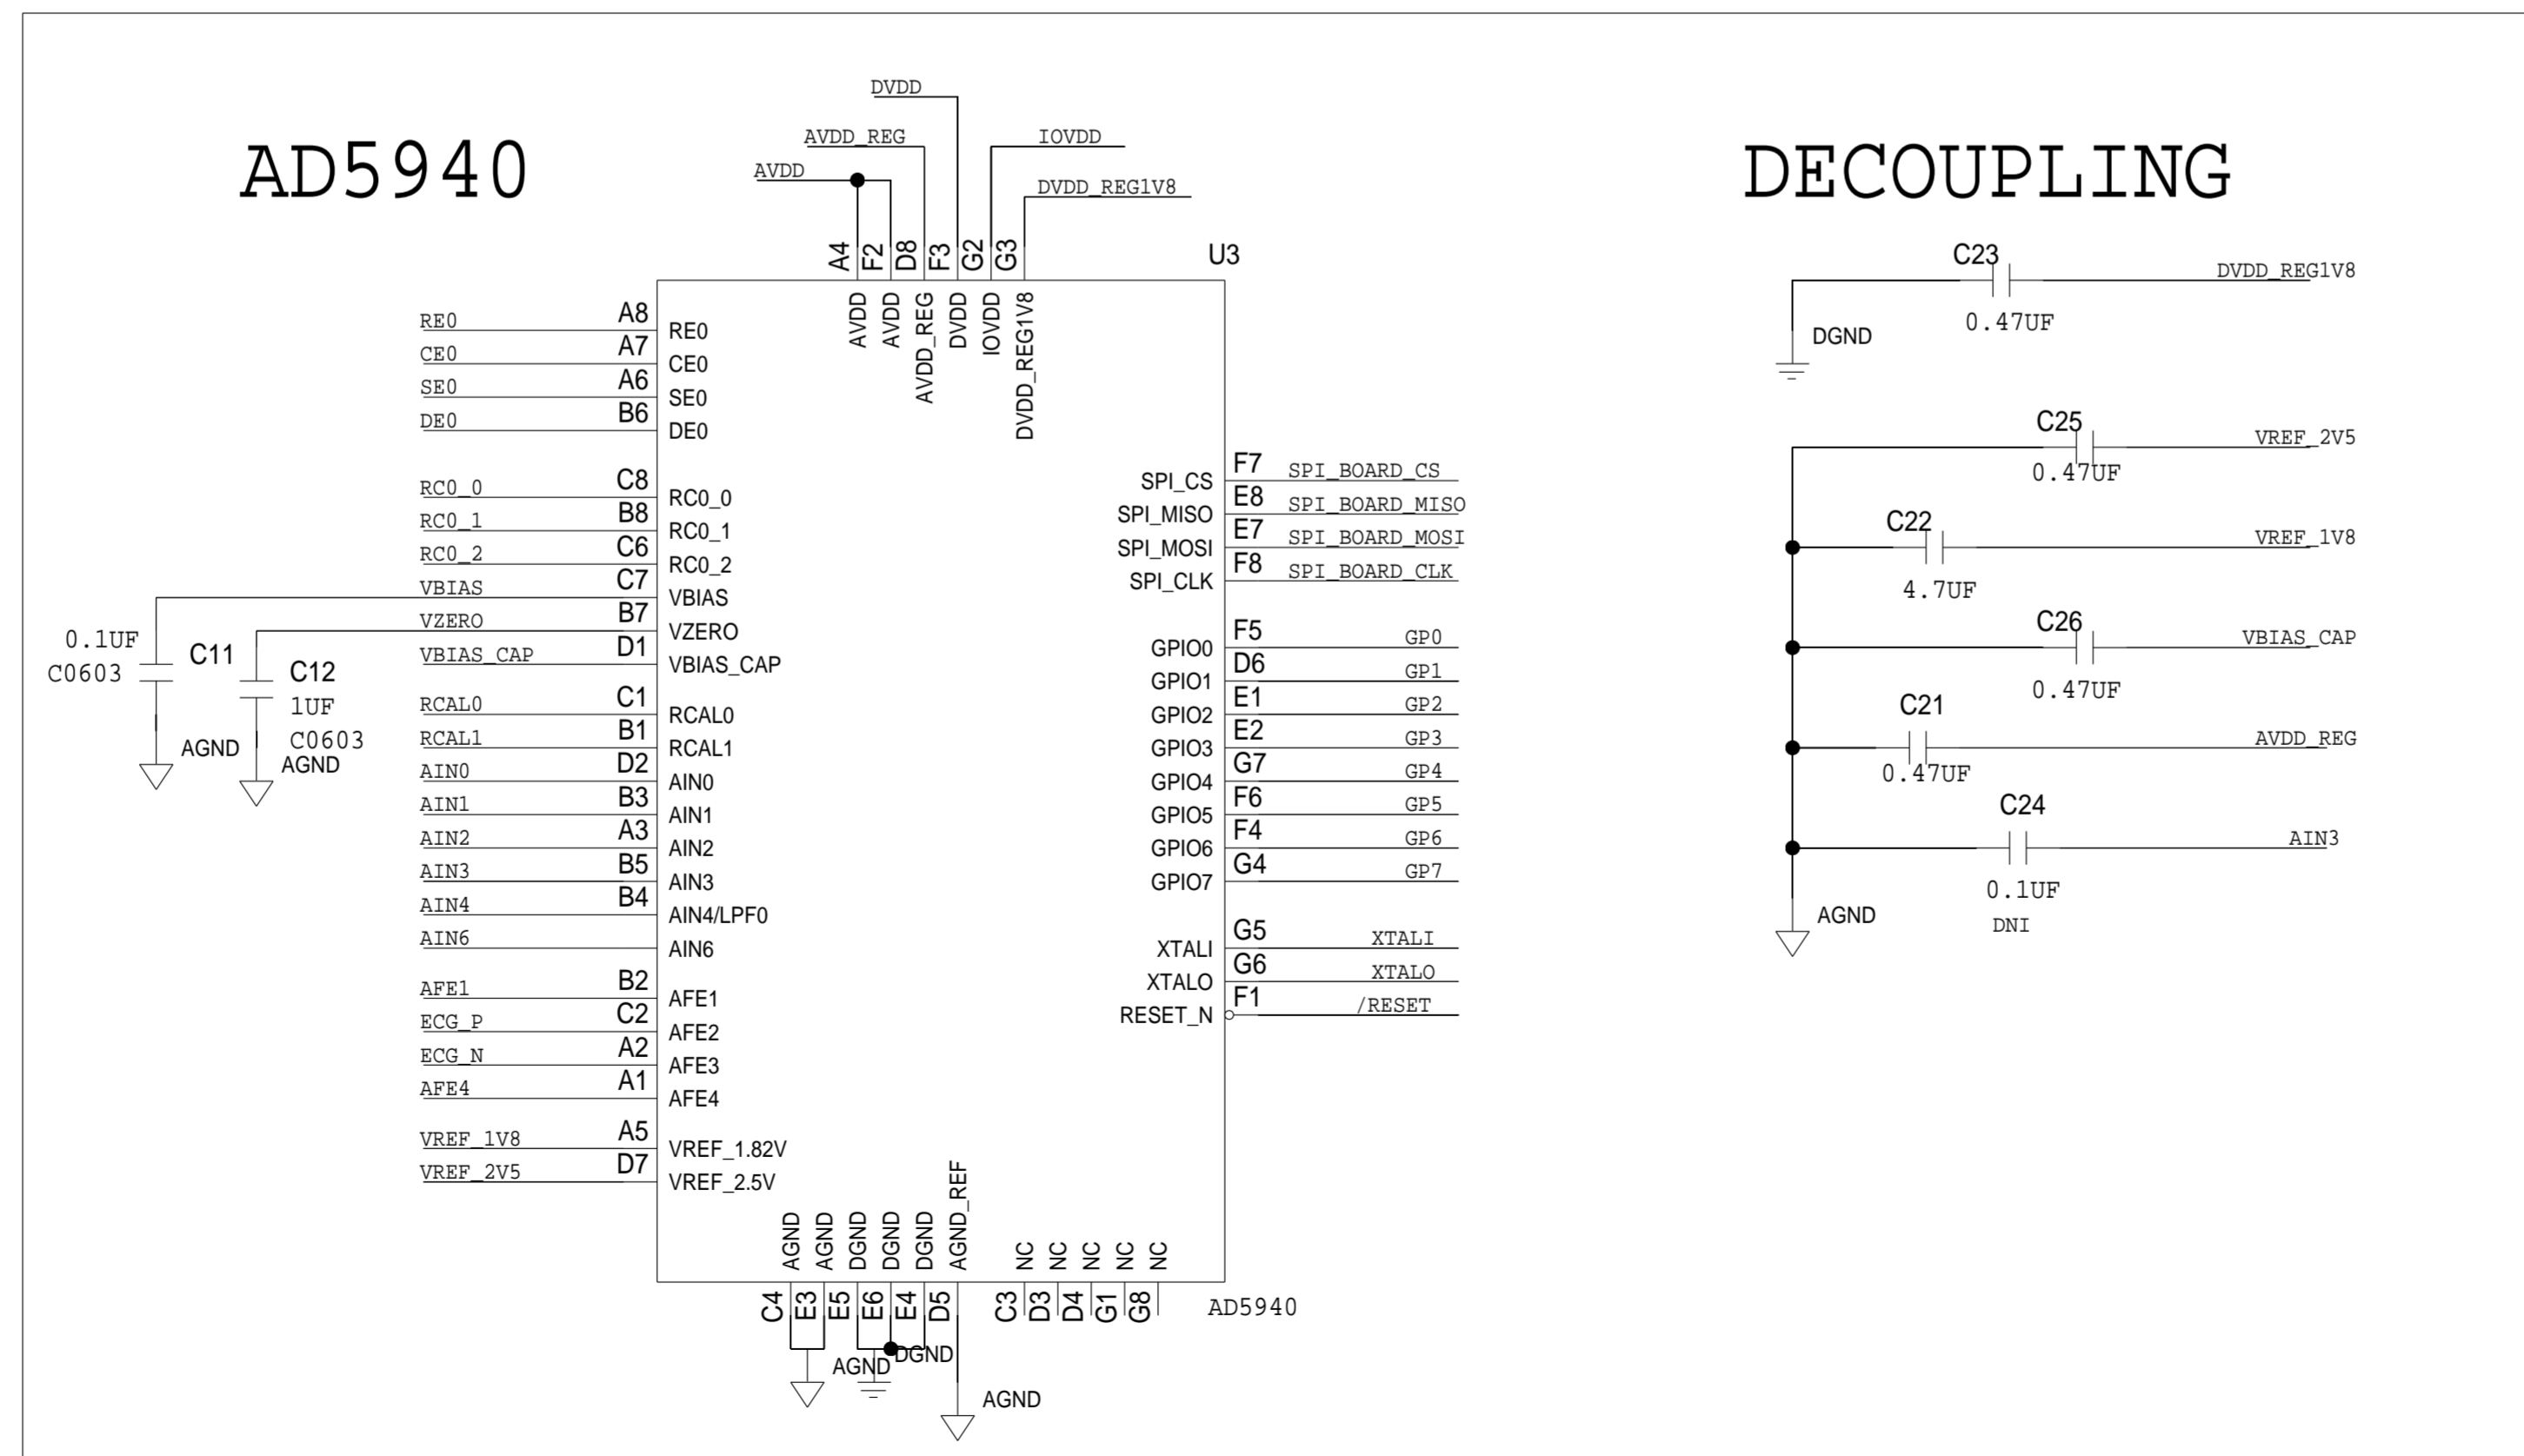 AD5940
DECOUPLING
DVDD
AVDD_REG
IOVDD
AVDD
DVDD_REG1V8
A4
F2
D8
F3
G2
G3
U3
AVDD
AVDD
AVDD_REG
DVDD
IOVDD
DVDD_REG1V8
RE0 A8 RE0
CE0 A7 CE0
SE0 A6 SE0
DE0 B6 DE0
RC0_0 C8 RC0_0
RC0_1 B8 RC0_1
RC0_2 C6 RC0_2
VBIAS C7 VBIAS
VZERO B7 VZERO
VBIAS_CAP D1 VBIAS_CAP
RCAL0 C1 RCAL0
RCAL1 B1 RCAL1
AIN0 D2 AIN0
AIN1 B3 AIN1
AIN2 A3 AIN2
AIN3 B5 AIN3
AIN4 B4 AIN4/LPF0
AIN6 AIN6
AFE1 B2 AFE1
ECG_P C2 AFE2
ECG_N A2 AFE3
AFE4 A1 AFE4
VREF_1V8 A5 VREF_1.82V
VREF_2V5 D7 VREF_2.5V
0.1UF
C0603
C11
AGND
C12
1UF
C0603
AGND
SPI_CS F7 SPI_BOARD_CS
SPI_MISO E8 SPI_BOARD_MISO
SPI_MOSI E7 SPI_BOARD_MOSI
SPI_CLK F8 SPI_BOARD_CLK
GPIO0 F5 GP0
GPIO1 D6 GP1
GPIO2 E1 GP2
GPIO3 E2 GP3
GPIO4 G7 GP4
GPIO5 F6 GP5
GPIO6 F4 GP6
GPIO7 G4 GP7
XTALI G5 XTALI
XTALO G6 XTALO
RESET_N F1 /RESET
AGND
AGND
DGND
DGND
DGND
AGND_REF
NC
NC
NC
NC
NC
C4
E3
E5
E6
E4
D5
C3
D3
D4
G1
G8
AD5940
AGND
DGND
AGND
C23
DVDD_REG1V8
0.47UF
DGND
C25
VREF_2V5
0.47UF
C22
VREF_1V8
4.7UF
C26
VBIAS_CAP
0.47UF
C21
AVDD_REG
0.47UF
C24
AIN3
0.1UF
DNI
AGND